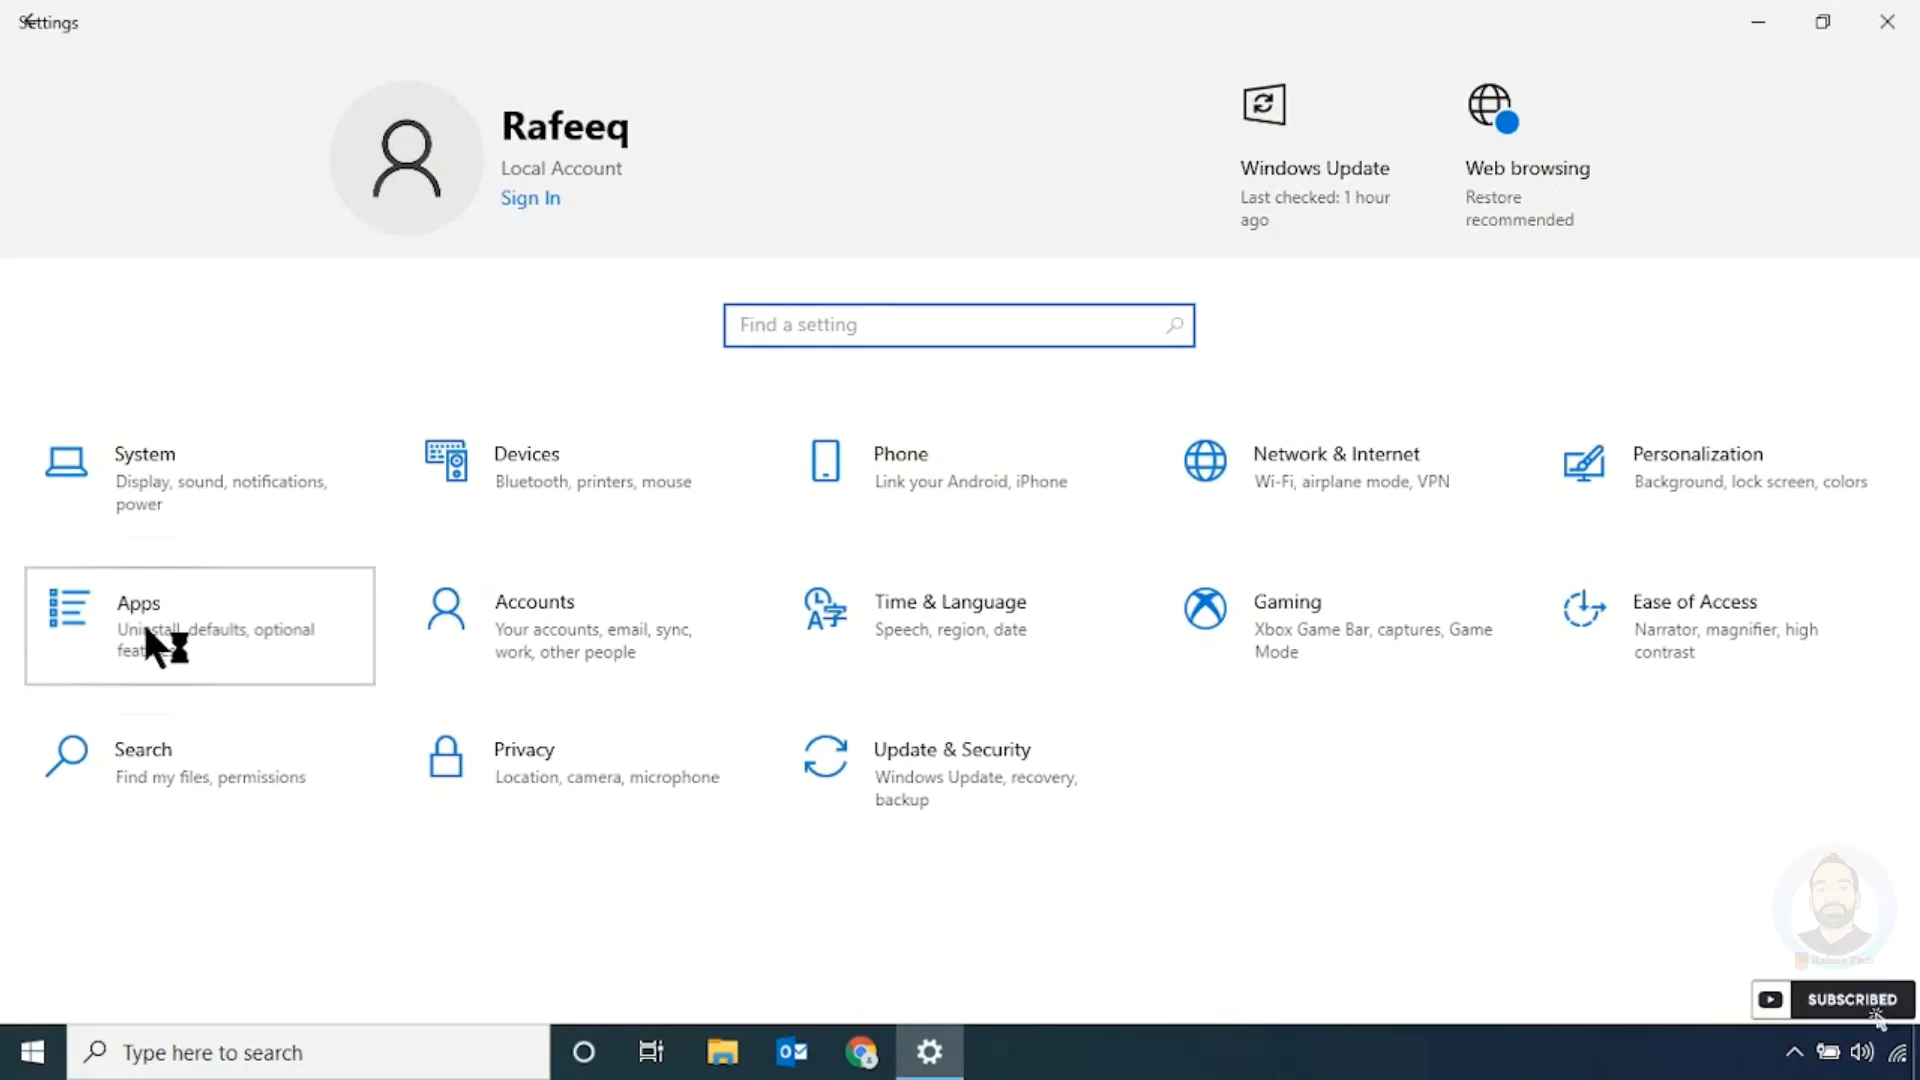 Settings
Rafeeq
Local Account
Sign In
Windows Update
Last checked: 1 hour
ago
Web browsing
Restore
recommended
Find a setting
System
Display, sound, notifications,
power
Devices
Bluetooth, printers, mouse
Phone
Link your Android, iPhone
Network & Internet
Wi-Fi, airplane mode, VPN
Personalization
Background, lock screen, colors
Apps
Uninstall, defaults, optional
Accounts
Your accounts, email, sync,
work, other people
Time & Language
Speech, region, date
Gaming
Xbox Game Bar, captures, Game
Mode
Ease of Access
Narrator, magnifier, high
contrast
Search
Find my files, permissions
Privacy
Location, camera, microphone
Update & Security
Windows Update, recovery,
backup
SUBSCRIBED
Type here to search